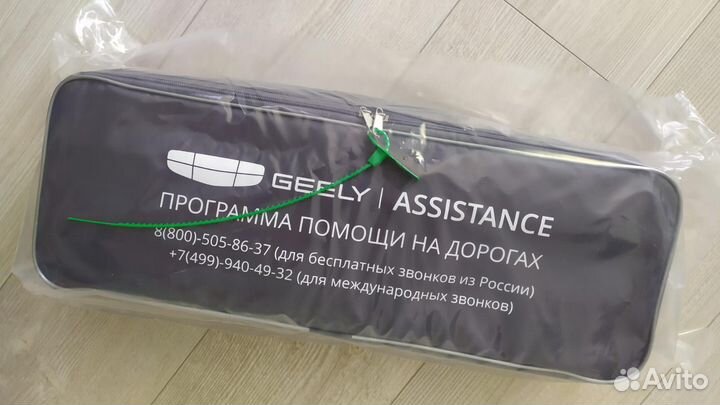 GEELY | ASSISTANCE
ПРОГРАММА ПОМОЩИ НА ДОРОГАХ
8(800)-505-86-37 (для бесплатных звонков из России)
+7(499)-940-49-32 (для международных звонков)
Avito